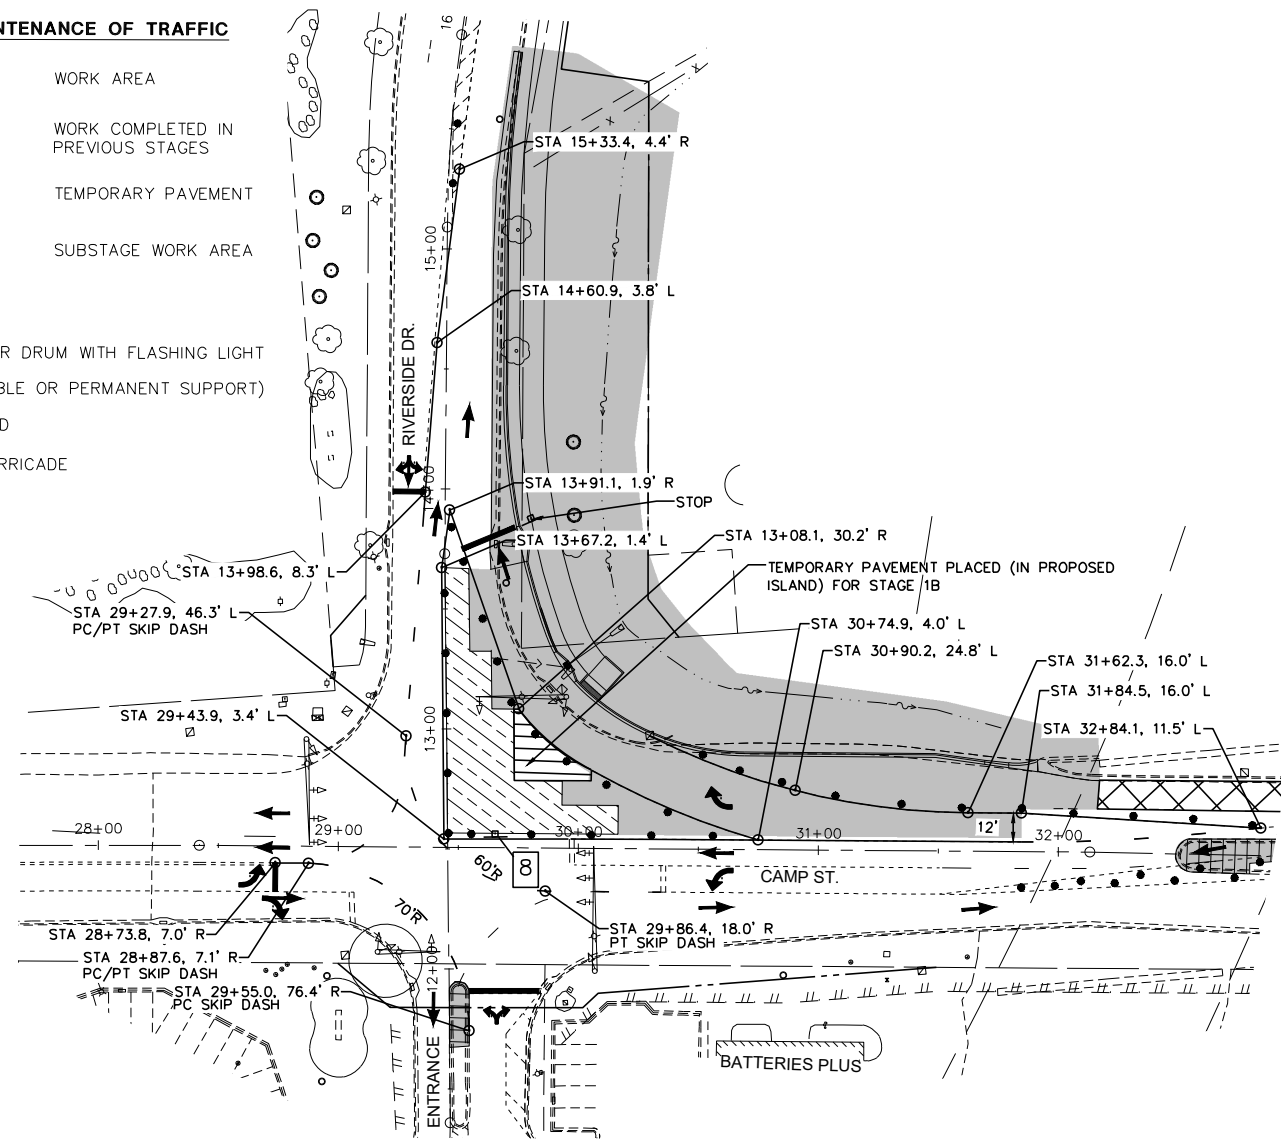 NTENANCE OF TRAFFIC
WORK AREA
WORK COMPLETED IN
PREVIOUS STAGES
TEMPORARY PAVEMENT
SUBSTAGE WORK AREA
R DRUM WITH FLASHING LIGHT
BLE OR PERMANENT SUPPORT)
D
RRICADE
16
STA 15+33.4, 4.4' R
15+00
STA 14+60.9, 3.8' L
RIVERSIDE DR.
14+00
STA 13+91.1, 1.9' R
STOP
STA 13+67.2, 1.4' L
STA 13+08.1, 30.2' R
STA 13+98.6, 8.3' L
TEMPORARY PAVEMENT PLACED (IN PROPOSED
ISLAND) FOR STAGE 1B
STA 29+27.9, 46.3' L
PC/PT SKIP DASH
STA 30+74.9, 4.0' L
STA 30+90.2, 24.8' L
STA 31+62.3, 16.0' L
STA 31+84.5, 16.0' L
STA 29+43.9, 3.4' L
13+00
STA 32+84.1, 11.5' L
28+00
29+00
30+00
31+00
12'
32+00
60'R
8
CAMP ST.
70'R
STA 28+73.8, 7.0' R
STA 29+86.4, 18.0' R
PT SKIP DASH
STA 28+87.6, 7.1' R
PC/PT SKIP DASH
12+00
STA 29+55.0, 76.4' R
PC SKIP DASH
ENTRANCE
BATTERIES PLUS